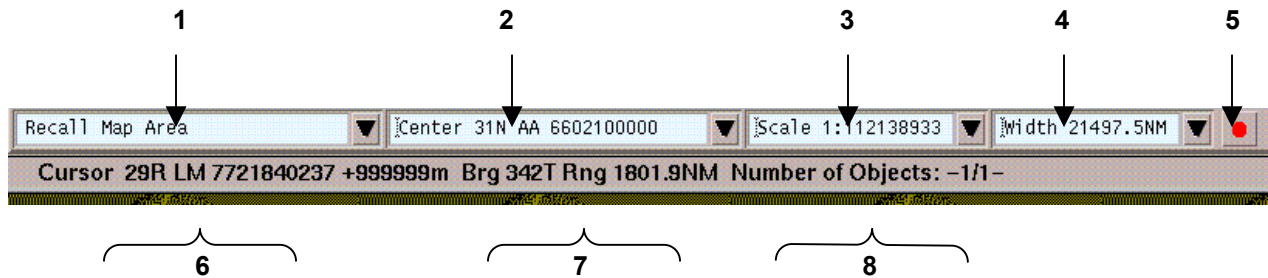 1 2 3 4 5
Recall Map Area Center 31N AA 6602100000 Scale 1:112138933 Width 21497.5NM
Cursor 29R LM 7721840237 +999999m Brg 342T Rng 1801.9NM Number of Objects: –1/1–
6 7 8